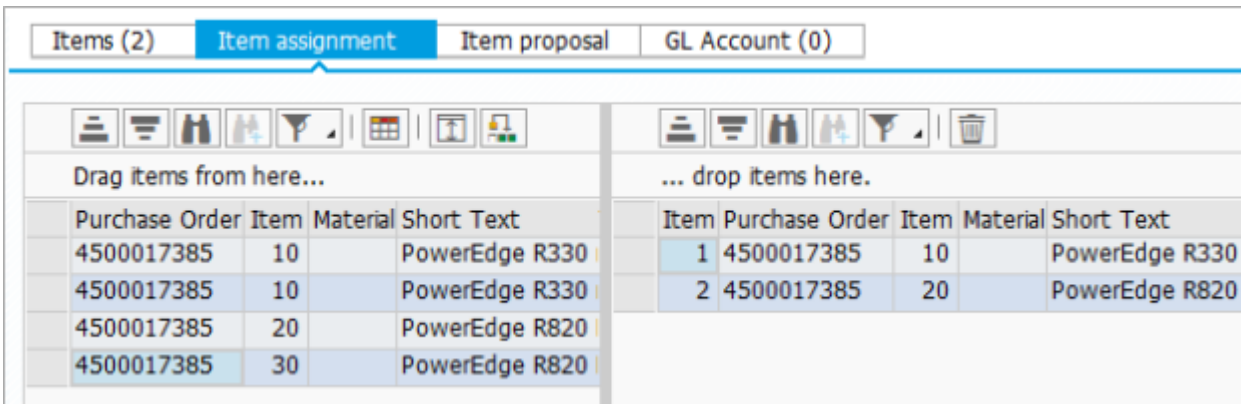 Items (2) Item assignment Item proposal GL Account (0)
Drag items from here...
Purchase Order Item Material Short Text
4500017385 10 PowerEdge R330
4500017385 10 PowerEdge R330
4500017385 20 PowerEdge R820
4500017385 30 PowerEdge R820
... drop items here.
Item Purchase Order Item Material Short Text
1 4500017385 10 PowerEdge R330
2 4500017385 20 PowerEdge R820